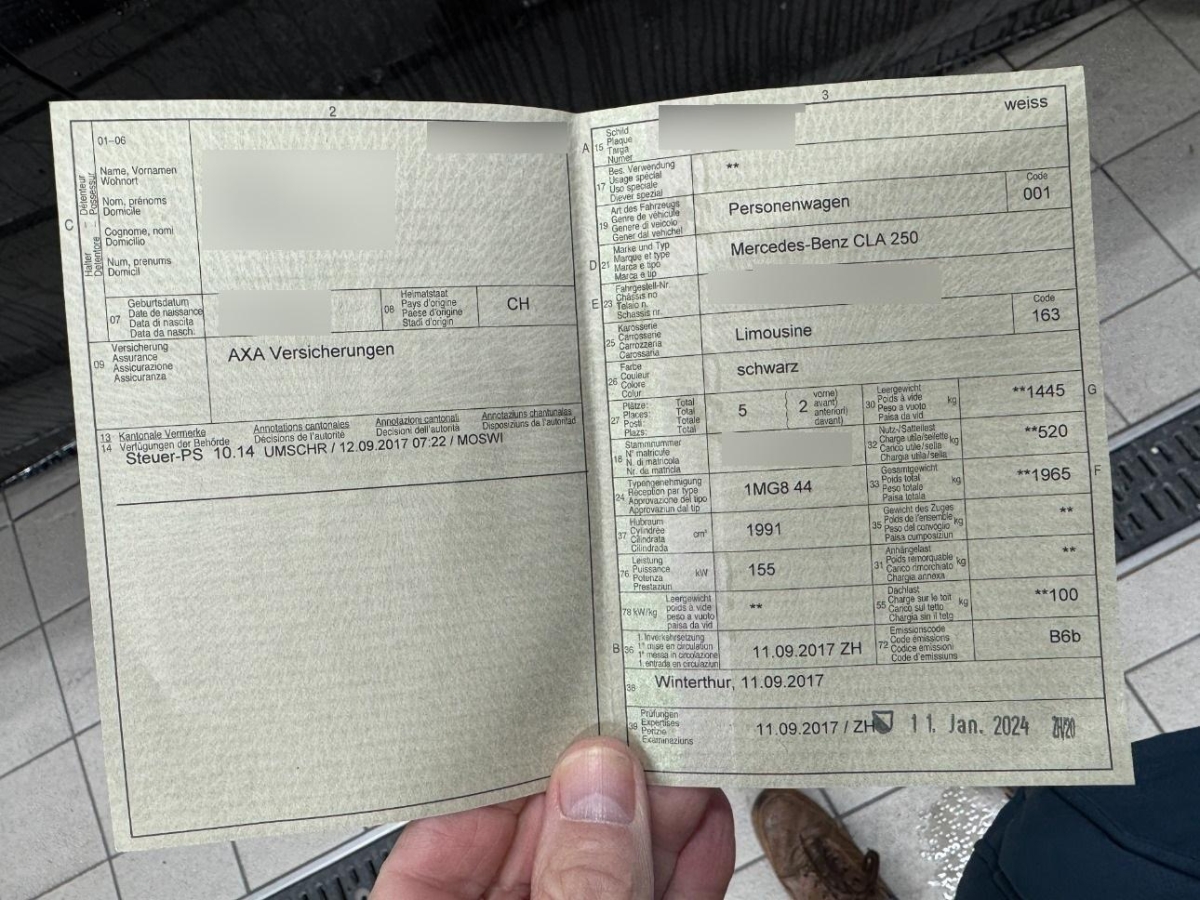 2
01–06
C
Halter – Détenteur
Detentore – Possessur
Name, Vornamen
Wohnort
Nom, prénoms
Domicile
Cognome, nomi
Domicilio
Num, prenums
Domicil
07
Geburtsdatum
Date de naissance
Data di nascita
Data da nasch.
08
Heimatstaat
Pays d'origine
Paese d'origine
Stadi d'origin
CH
09
Versicherung
Assurance
Assicurazione
Assicuranza
AXA Versicherungen
13 Kantonale Vermerke Annotations cantonales Annotazioni cantonali Annotaziuns chantunalas
14 Verfügungen der Behörde Décisions de l'autorité Decisioni dell'autorità Disposiziuns da l'autoritad
Steuer-PS 10.14 UMSCHR / 12.09.2017 07:22 / MOSWI
3
A 15
Schild
Plaque
Targa
Numer
weiss
17
Bes. Verwendung
Usage spécial
Uso speciale
Diever spezial
**
19
Art des Fahrzeugs
Genre de véhicule
Genere di veicolo
Gener dal vehichel
Personenwagen
Code
001
D 21
Marke und Typ
Marque et type
Marca e tipo
Marca e tip
Mercedes-Benz CLA 250
E 23
Fahrgestell-Nr.
Châssis no
Telaio n.
Schassis nr.
25
Karosserie
Carrosserie
Carrozzeria
Carossaria
Limousine
Code
163
26
Farbe
Couleur
Colore
Colur
schwarz
27
Plätze: Total
Places: Total
Posti: Totale
Plazs: Total
5
2
vorne)
avant)
anteriori)
davant)
30
Leergewicht
Poids à vide
Peso a vuoto
Paisa da vid
kg
**1445
G
18
Stammnummer
N° matricule
N. di matricola
Nr. da matricla
32
Nutz-/Sattellast
Charge utile/sellette
Carico utile/sella
Chargia utila/sella
kg
**520
24
Typengenehmigung
Réception par type
Approvazione del tipo
Approvaziun dal tip
1MG8 44
33
Gesamtgewicht
Poids total
Peso totale
Paisa totala
kg
**1965
F
37
Hubraum
Cylindrée
Cilindrata
Cilindrada
cm³
1991
35
Gewicht des Zuges
Poids de l'ensemble
Peso del convoglio
Paisa cumposiziun
kg
**
76
Leistung
Puissance
Potenza
Prestaziun
kW
155
31
Anhängelast
Poids remorquable
Carico rimorchiato
Chargia annexa
kg
**
78 kW/kg
Leergewicht
poids à vide
peso a vuoto
paisa da vid
**
55
Dachlast
Charge sur le toit
Carico sul tetto
Chargia sin il tetg
kg
**100
B 36
1. Inverkehrsetzung
1re mise en circulation
1a messa in circolazione
1. entrada en circulaziun
11.09.2017 ZH
72
Emissionscode
Code émissions
Codice emissioni
Code d'emissiuns
B6b
38
Winterthur, 11.09.2017
39
Prüfungen
Expertises
Perizie
Examinaziuns
11.09.2017 / ZH
11. Jan. 2024 ZH/20